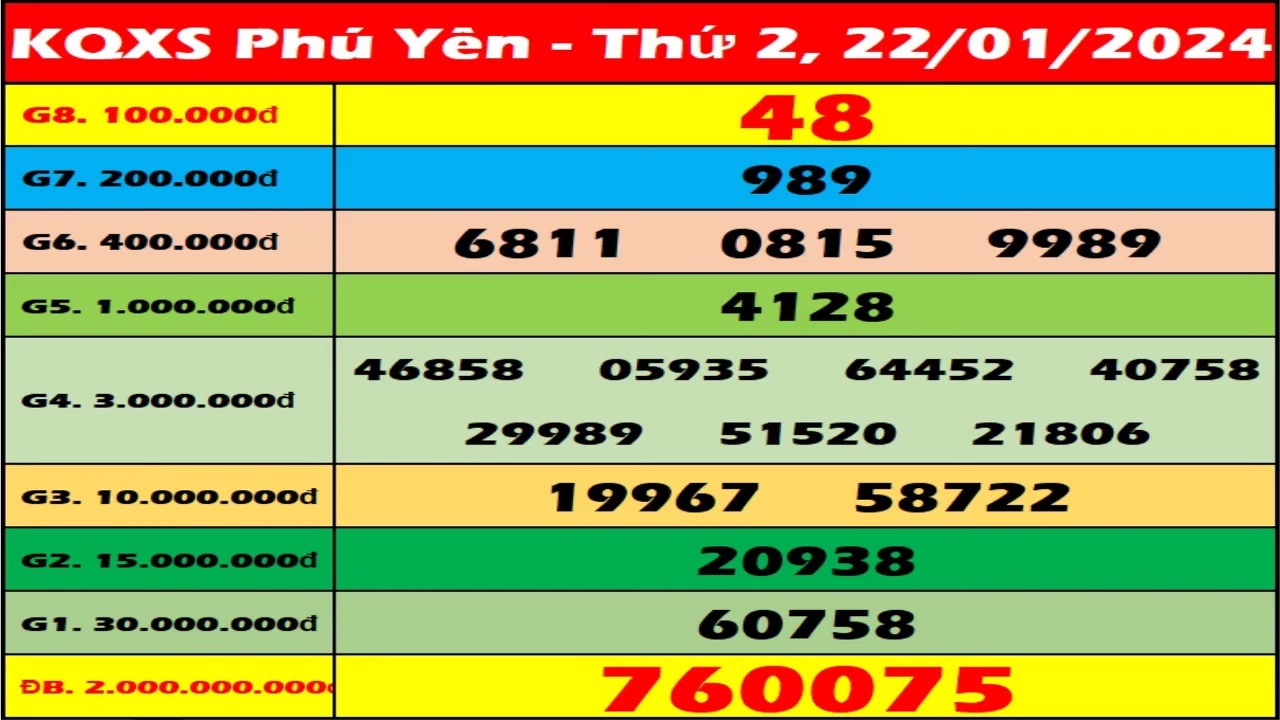 KQXS Phú Yên - Thứ 2, 22/01/2024
G8. 100.000đ 48
G7. 200.000đ 989
G6. 400.000đ 6811 0815 9989
G5. 1.000.000đ 4128
46858 05935 64452 40758
G4. 3.000.000đ
29989 51520 21806
G3. 10.000.000đ 19967 58722
G2. 15.000.000đ 20938
G1. 30.000.000đ 60758
ĐB. 2.000.000.000đ 760075